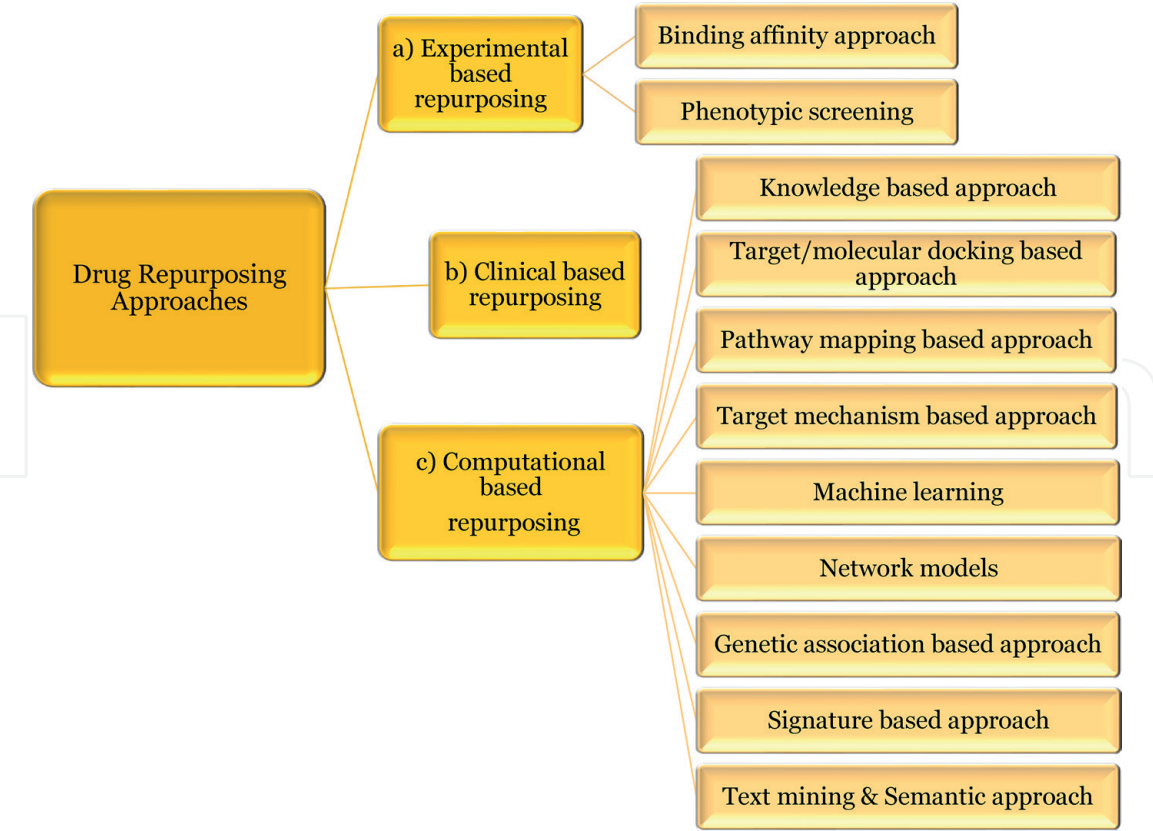 a) Experimental
based
repurposing
Binding affinity approach
Phenotypic screening
Drug Repurposing
Approaches
b) Clinical based
repurposing
c) Computational
based
repurposing
Knowledge based approach
Target/molecular docking based
approach
Pathway mapping based approach
Target mechanism based approach
Machine learning
Network models
Genetic association based approach
Signature based approach
Text mining & Semantic approach